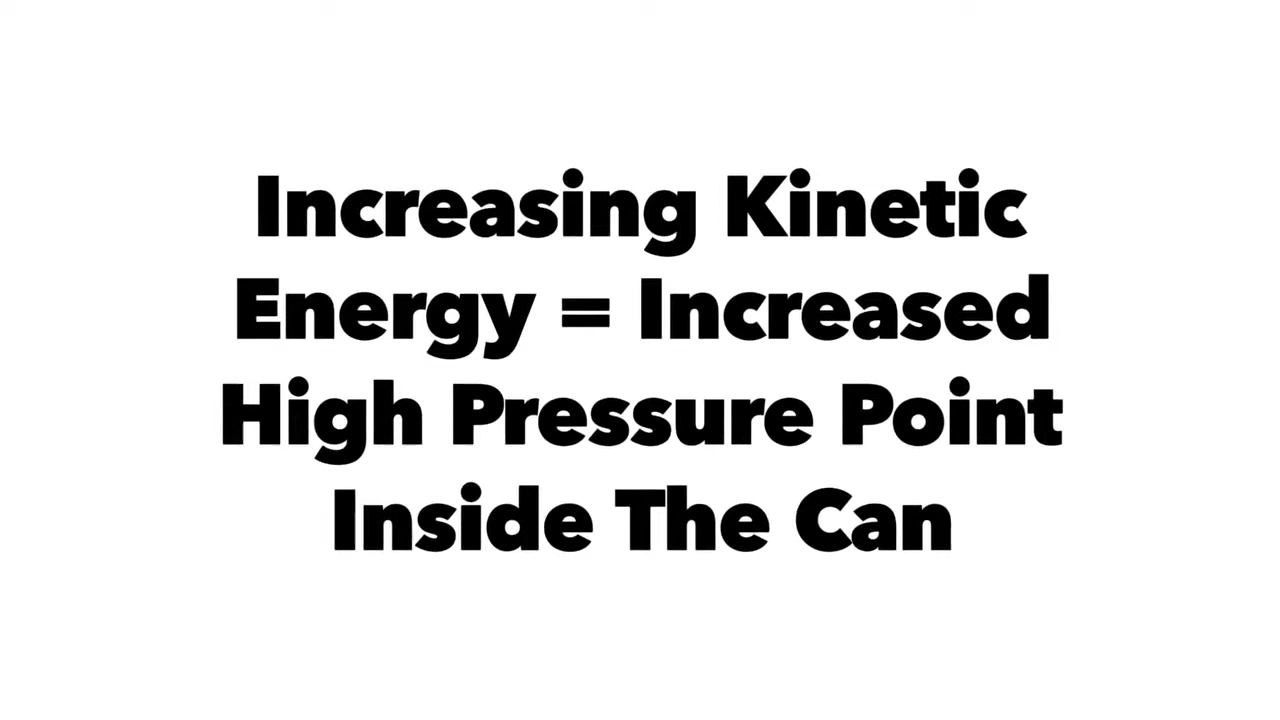 Increasing Kinetic
Energy = Increased
High Pressure Point
Inside The Can